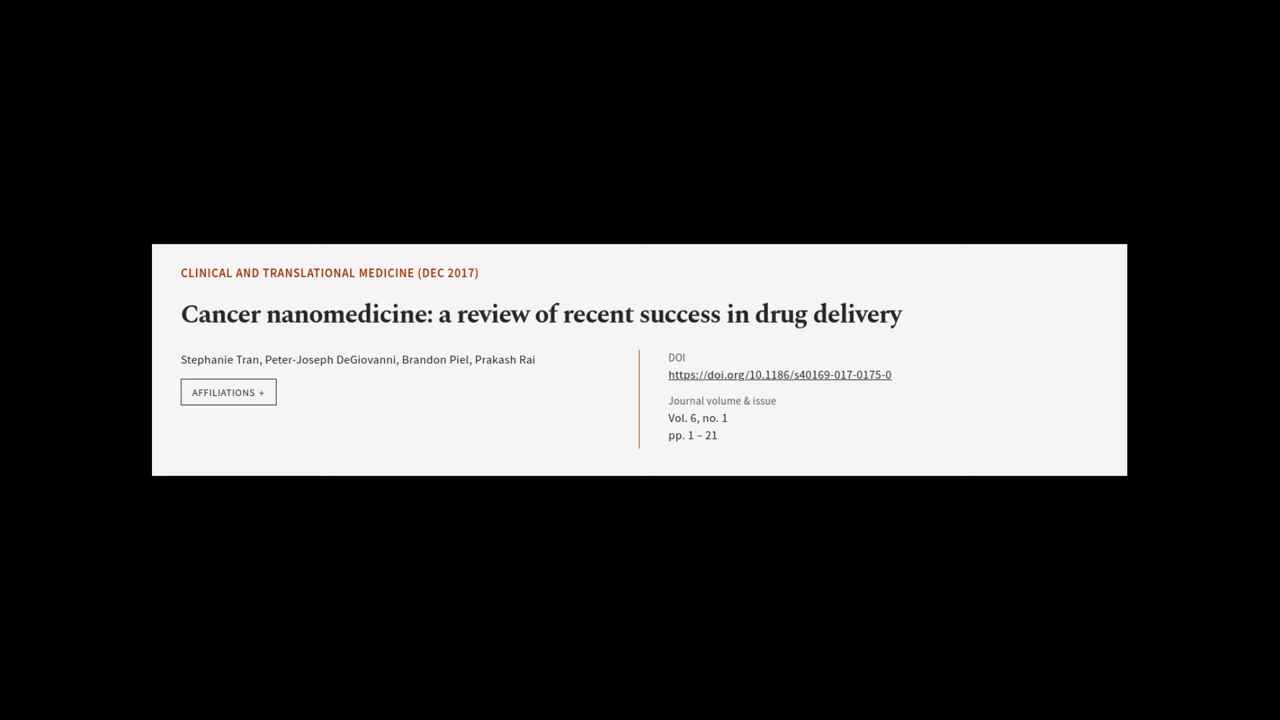 CLINICAL AND TRANSLATIONAL MEDICINE (DEC 2017)
Cancer nanomedicine: a review of recent success in drug delivery
Stephanie Tran, Peter-Joseph DeGiovanni, Brandon Piel, Prakash Rai
AFFILIATIONS +
DOI
https://doi.org/10.1186/s40169-017-0175-0
Journal volume & issue
Vol. 6, no. 1
pp. 1 – 21